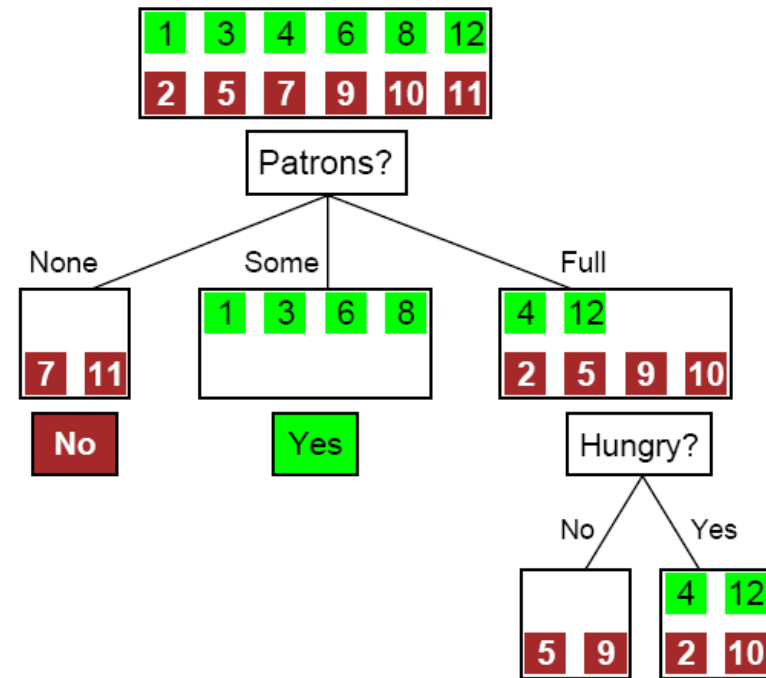 1 3 4 6 8 12
2 5 7 9 10 11
Patrons?
None Some Full
1 3 6 8 4 12
7 11 2 5 9 10
No Yes Hungry?
No Yes
4 12
5 9 2 10